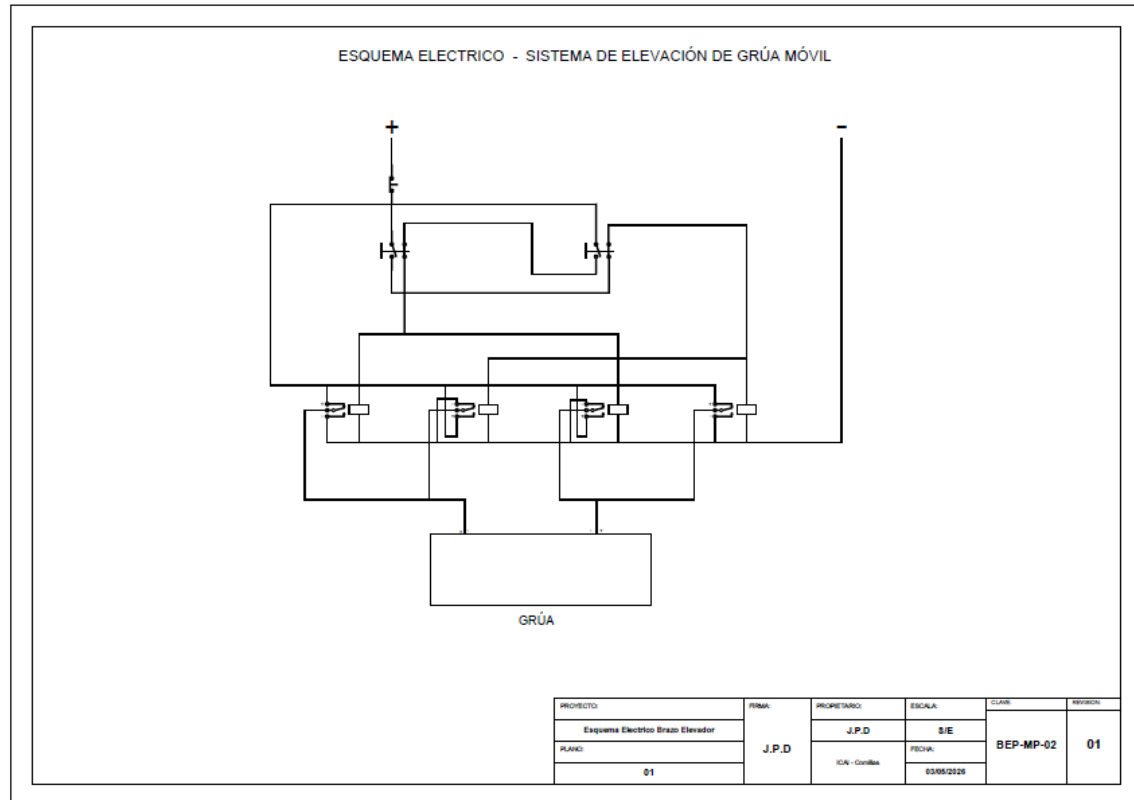 ESQUEMA ELECTRICO - SISTEMA DE ELEVACIÓN DE GRÚA MÓVIL
+
-
GRÚA
PROYECTO:
Esquema Electrico Brazo Elevador
PLANO:
01
FIRMA:
J.P.D
PROPIETARIO:
J.P.D
ICAI - Comillas
ESCALA:
S/E
FECHA:
03/05/2026
CLAVE:
BEP-MP-02
REVISION:
01